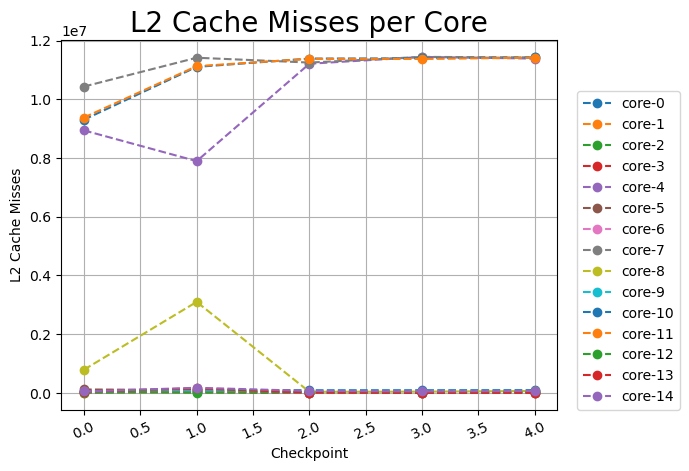 L2 Cache Misses per Core
1e7
1.2
1.0
0.8
0.6
0.4
0.2
0.0
L2 Cache Misses
0.0
0.5
1.0
1.5
2.0
2.5
3.0
3.5
4.0
Checkpoint
core-0
core-1
core-2
core-3
core-4
core-5
core-6
core-7
core-8
core-9
core-10
core-11
core-12
core-13
core-14